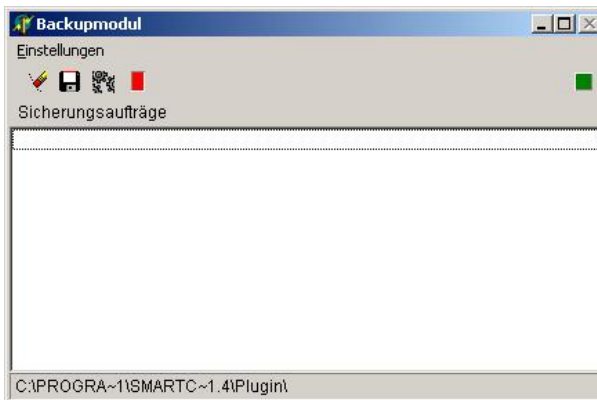 Backupmodul
Einstellungen
Sicherungsaufträge
C:\PROGRA~1\SMARTC~1.4\Plugin\